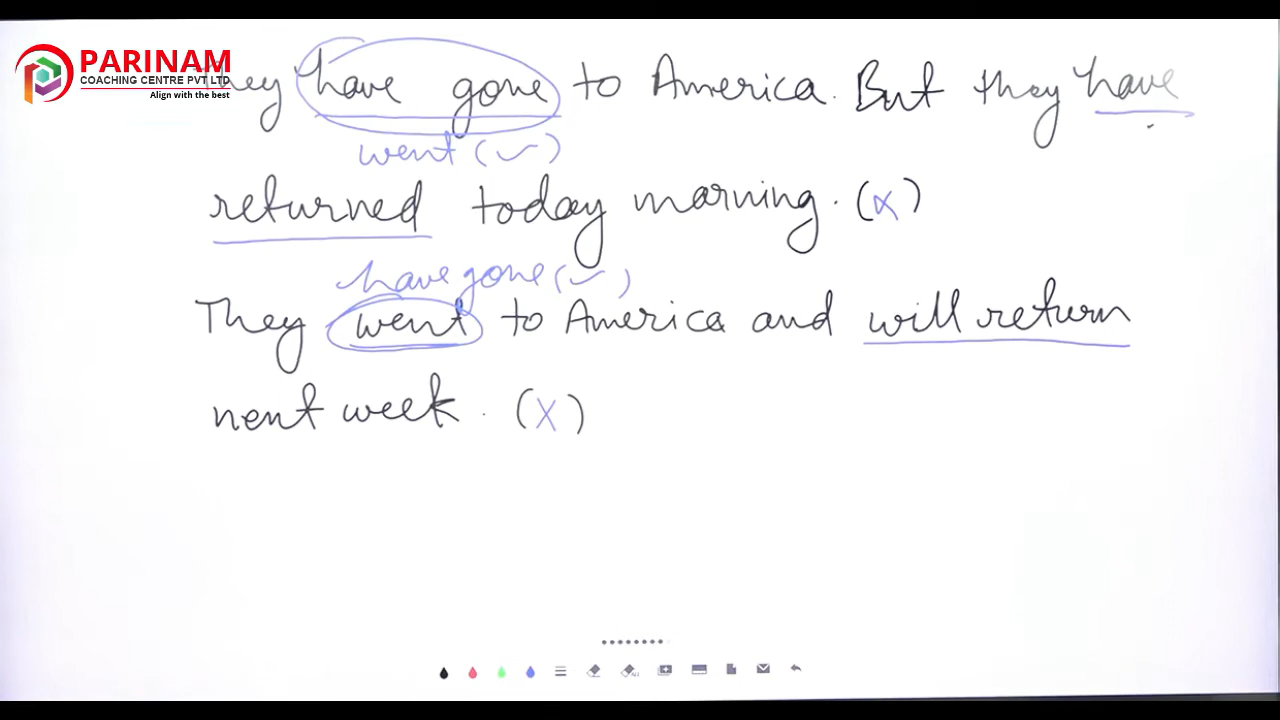 PARINAM
COACHING CENTRE PVT LTD
Align with the best
They have gone to America. But they have
went (✓)
returned today morning. (x)
have gone (✓)
They went to America and will return
next week. (X)
ALL